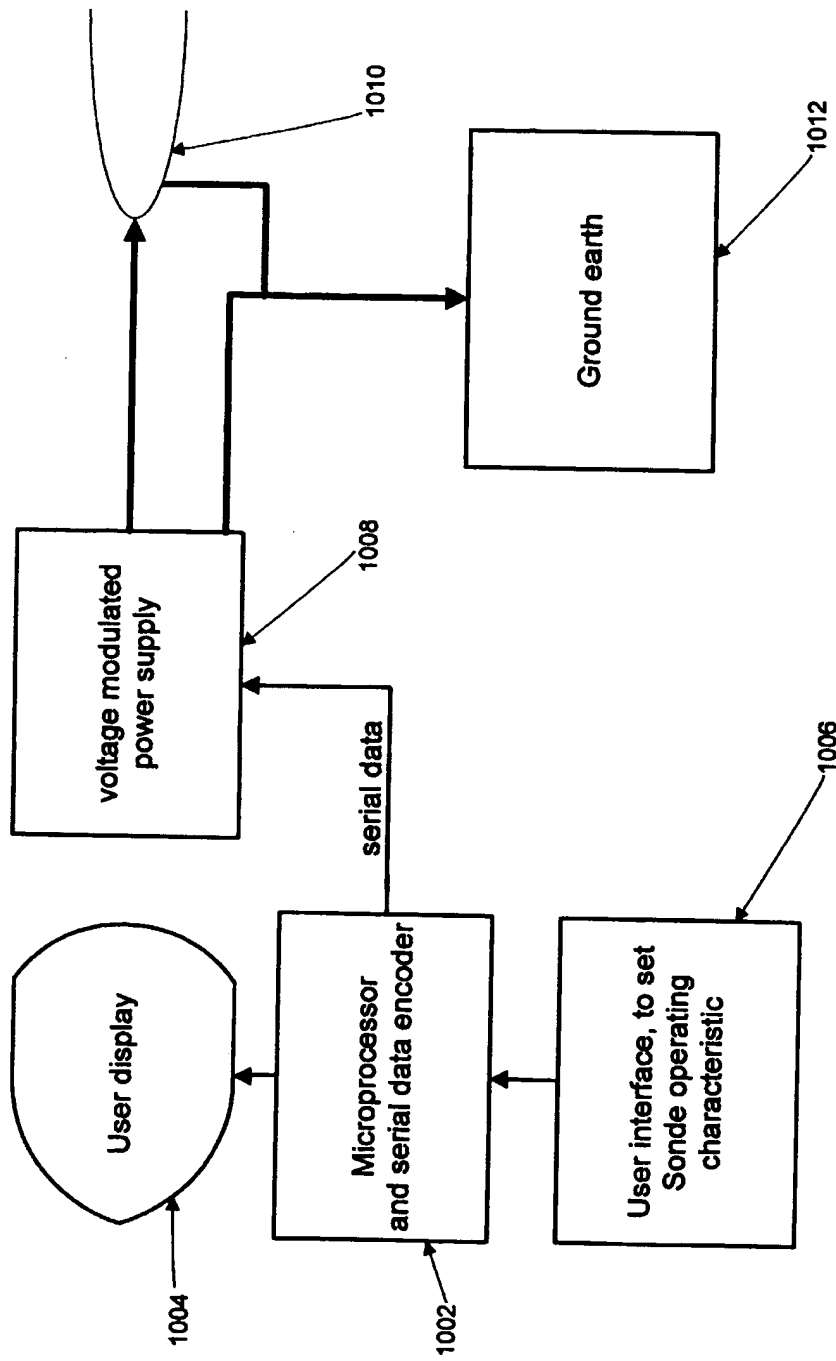 1004
User display
1002
Microprocessor
and serial data encoder
1006
User interface, to set
Sonde operating
characteristic
serial data
1008
voltage modulated
power supply
1010
1012
Ground earth